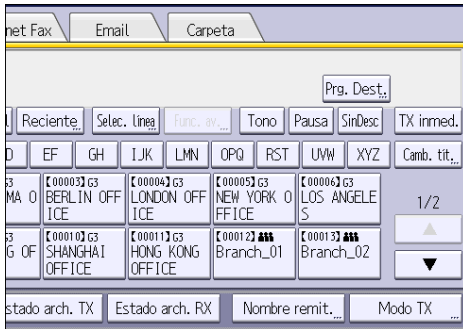 net Fax Email Carpeta
Prg. Dest.
Reciente Selec. línea Func. av. Tono Pausa SinDesc TX inmed.
D EF GH IJK LMN OPQ RST UVW XYZ Camb. tít.
【00003】G3 【00004】G3 【00005】G3 【00006】G3
MA O BERLIN OFF LONDON OFF NEW YORK O LOS ANGELE
ICE ICE FFICE S
1/2
【00010】G3 【00011】G3 【00012】 【00013】
G OF SHANGHAI HONG KONG Branch_01 Branch_02
OFFICE OFFICE
stado arch. TX Estado arch. RX Nombre remit. Modo TX